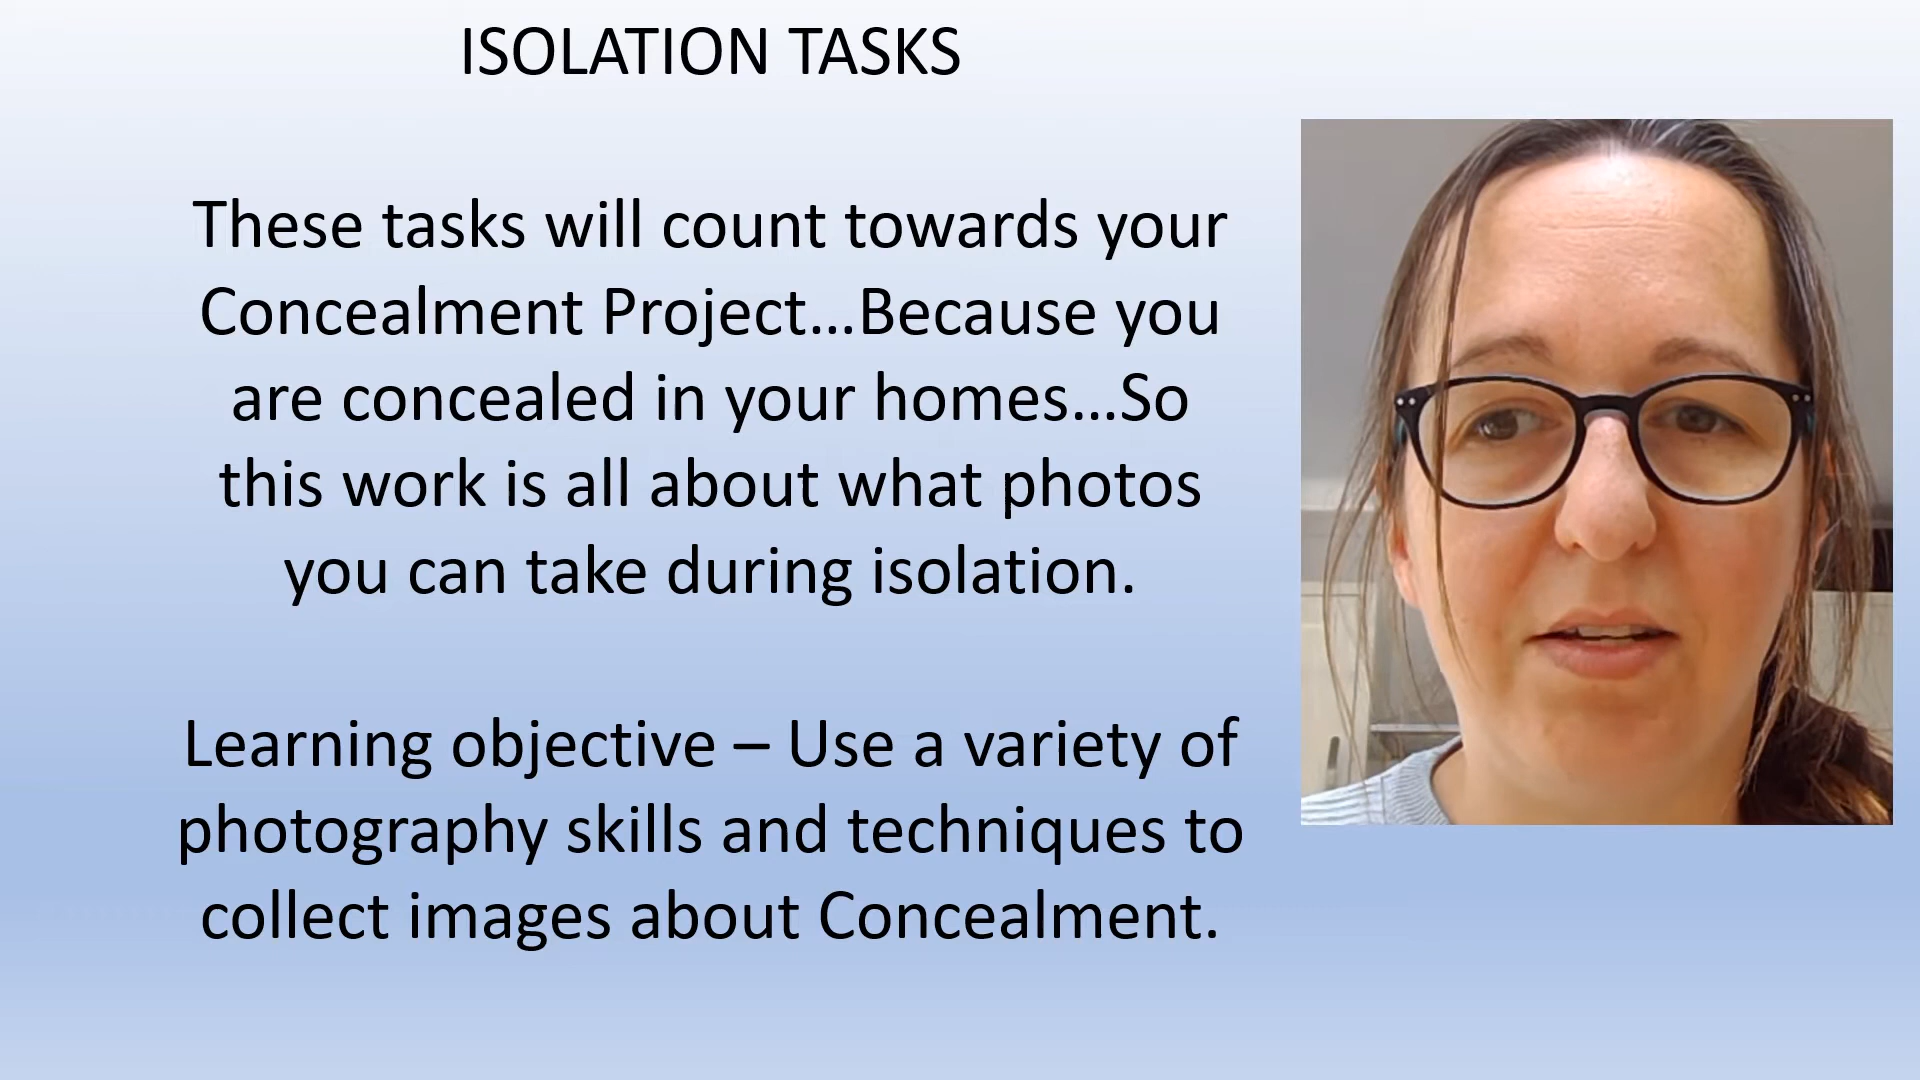 ISOLATION TASKS
These tasks will count towards your
Concealment Project...Because you
are concealed in your homes...So
this work is all about what photos
you can take during isolation.
Learning objective – Use a variety of
photography skills and techniques to
collect images about Concealment.